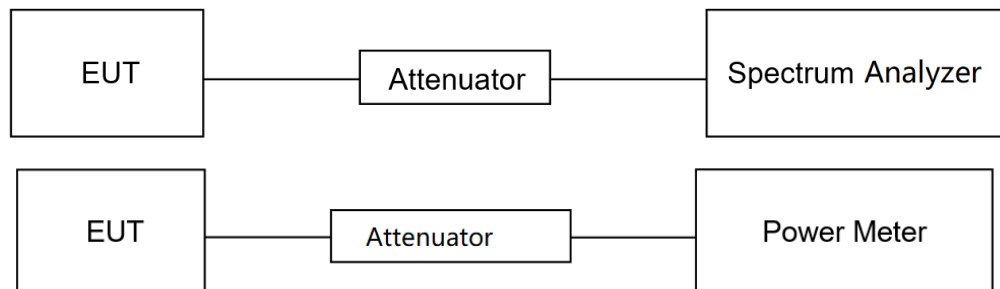 EUT
Attenuator
Spectrum Analyzer
EUT
Attenuator
Power Meter